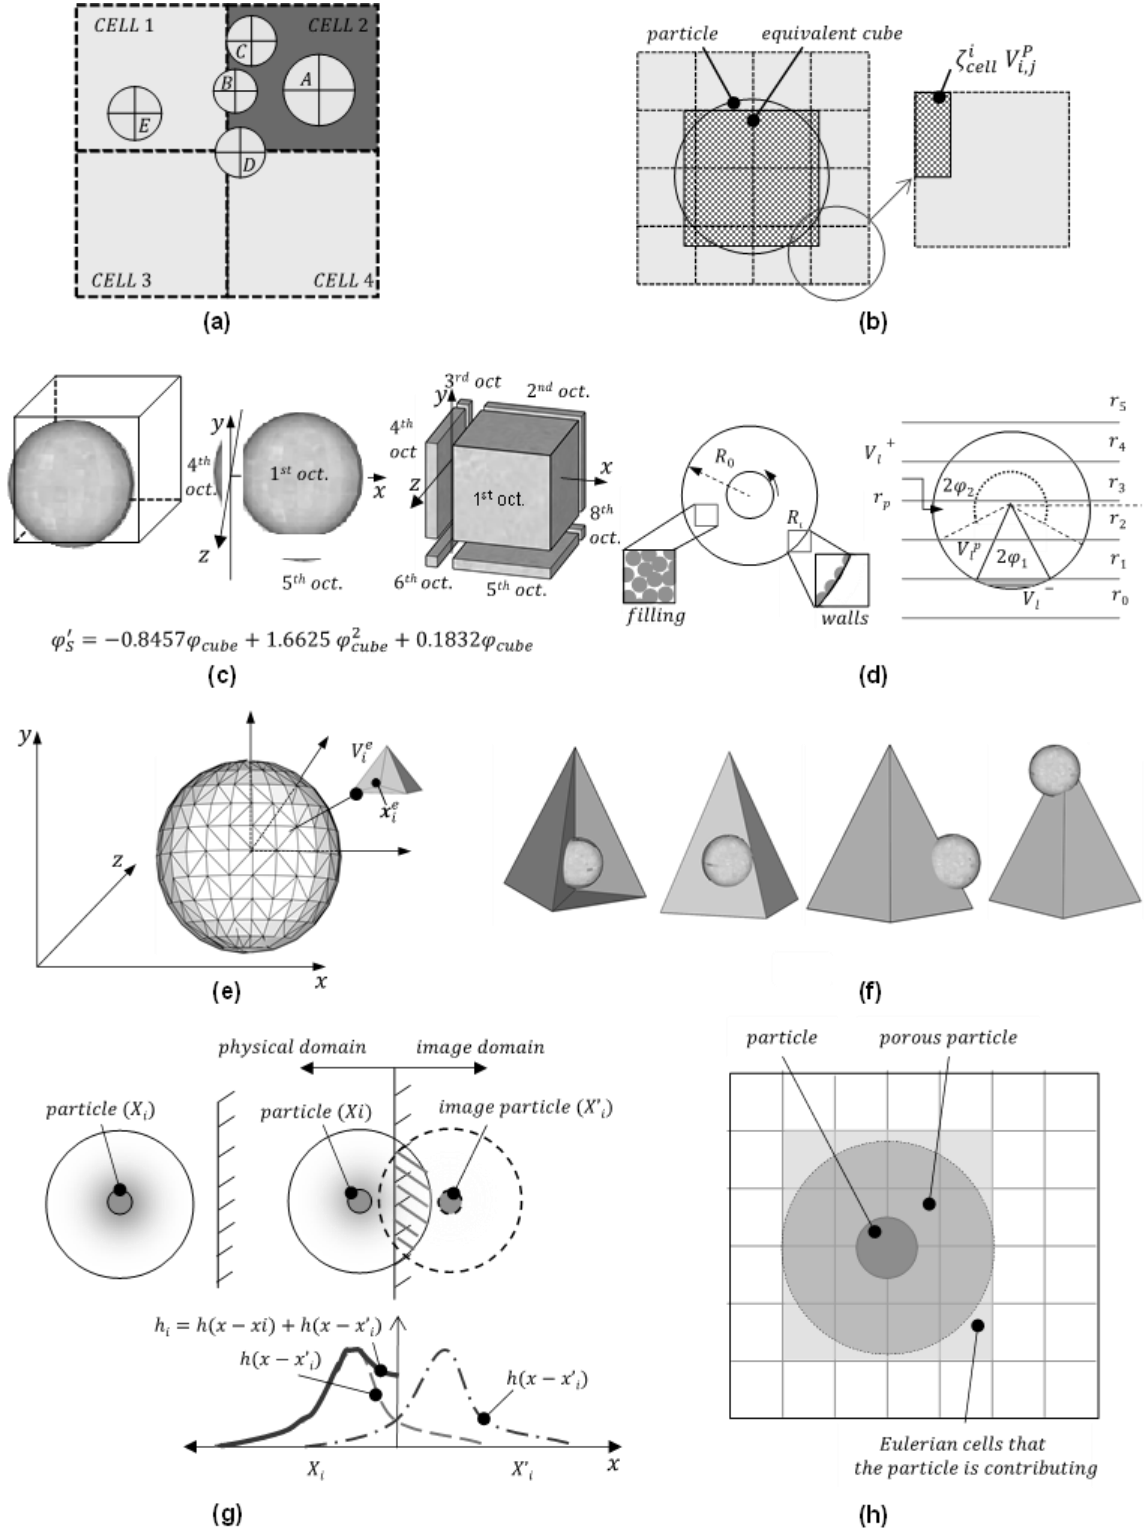 CELL 1
CELL 2
C
B
A
E
D
CELL 3
CELL 4
(a)
particle
equivalent cube
ζ^i_cell V^P_i,j
(b)
4th oct.
y
1st oct.
x
z
5th oct.
3rd oct
2nd oct.
y
4th oct
x
z
1st oct.
8th oct.
6th oct.
5th oct.
φ'_S = −0.8457φ_cube + 1.6625 φ²_cube + 0.1832φ_cube
(c)
R_0
R_ι
filling
walls
r_5
V_l^+
r_4
2φ_2
r_3
r_p
r_2
V_l^p
2φ_1
r_1
V_l^−
r_0
(d)
y
V_i^e
x_i^e
z
x
(e)
(f)
physical domain
image domain
particle (X_i)
particle (Xi)
image particle (X'_i)
h_i = h(x − xi) + h(x − x'_i)
h(x − x'_i)
h(x − x'_i)
X_i
X'_i
x
(g)
particle
porous particle
Eulerian cells that
the particle is contributing
(h)